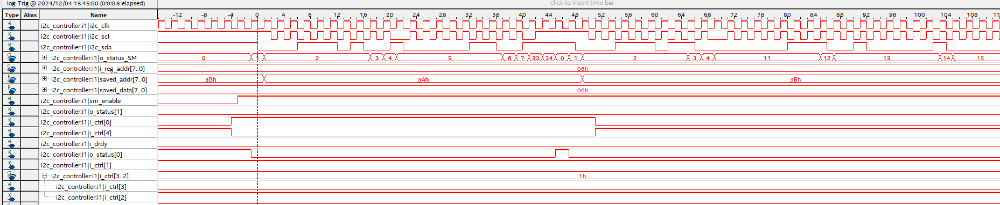 log: Trig @ 2024/12/04 15:45:00 (0:0:0.8 elapsed) click to insert time bar
Type Alias Name -12 -8 -4 0 4 8 12 16 20 24 28 32 36 40 44 48 52 56 60 64 68 72 76 80 84 88 92 96 100 104 108 11
i2c_controller:i1|i2c_clk
i2c_controller:i1|i2c_scl
i2c_controller:i1|i2c_sda
i2c_controller:i1|o_status_SM 0 1 2 3 4 5 6 7 33 34 0 1 2 3 4 11 12 13 14 15
i2c_controller:i1|i_reg_addr[7..0] 06h
i2c_controller:i1|saved_addr[7..0] 3Bh 3Ah 3Bh
i2c_controller:i1|saved_data[7..0] 06h
i2c_controller:i1|sm_enable
i2c_controller:i1|o_status[1]
i2c_controller:i1|i_ctrl[0]
i2c_controller:i1|i_ctrl[4]
i2c_controller:i1|i_drdy
i2c_controller:i1|o_status[0]
i2c_controller:i1|i_ctrl[1]
i2c_controller:i1|i_ctrl[3..2] 1h
i2c_controller:i1|i_ctrl[3]
i2c_controller:i1|i_ctrl[2]